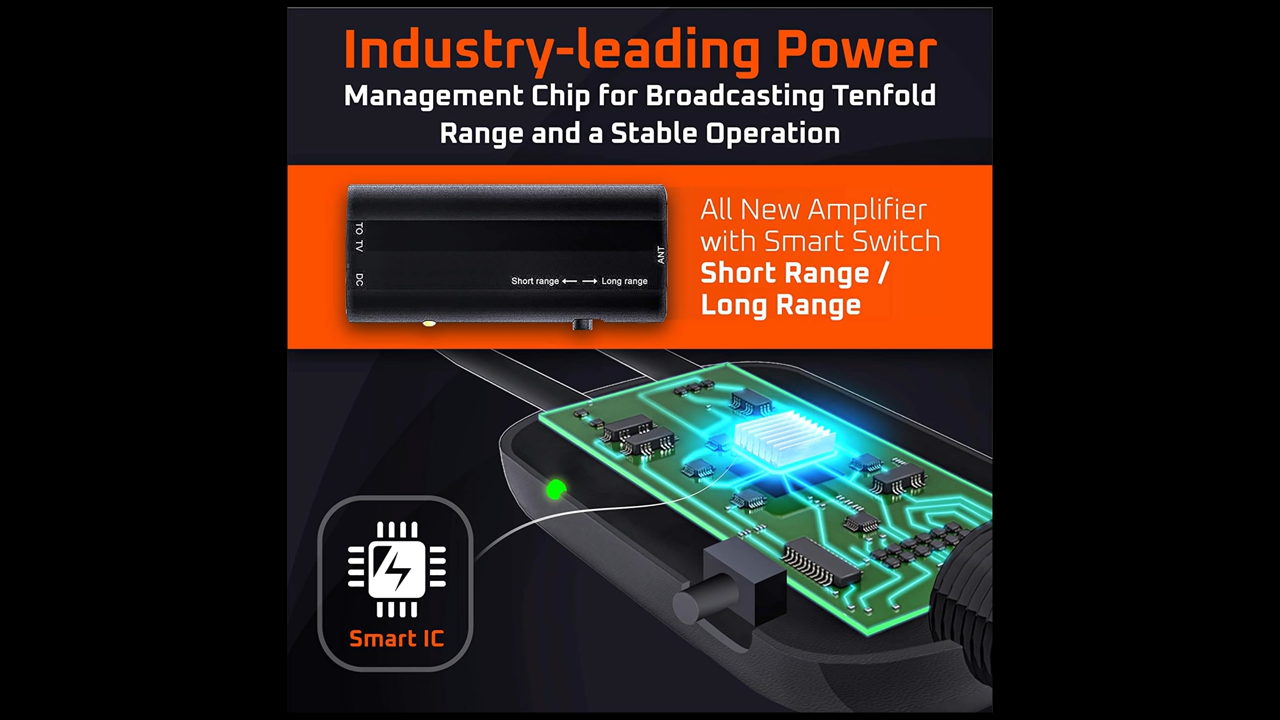 Industry-leading Power
Management Chip for Broadcasting Tenfold
Range and a Stable Operation
TO TV
DC
ANT
Short range ←→ Long range
All New Amplifier
with Smart Switch
Short Range /
Long Range
Smart IC